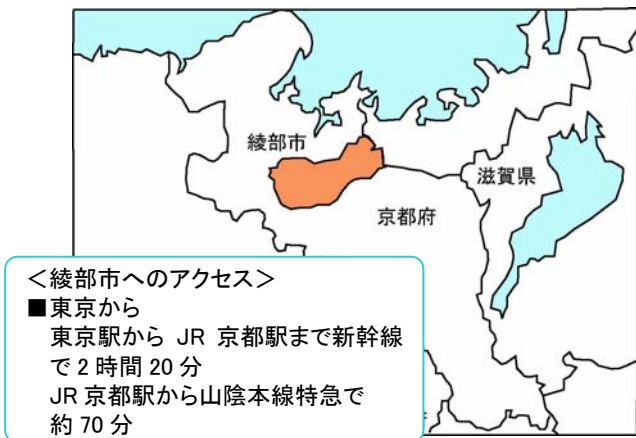 綾部市
滋賀県
京都府
＜綾部市へのアクセス＞
■東京から
東京駅から JR 京都駅まで新幹線
で 2 時間 20 分
JR 京都駅から山陰本線特急で
約 70 分